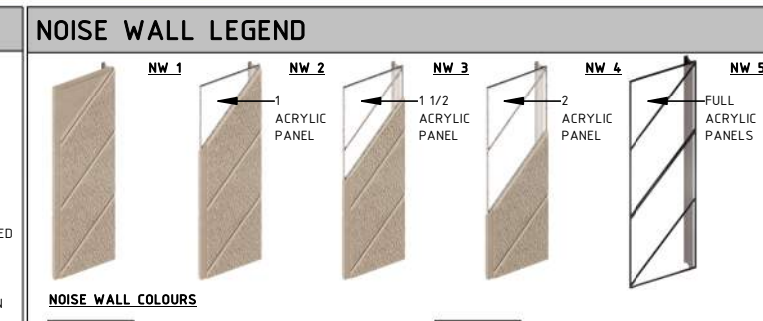 NOISE WALL LEGEND
NW 1
NW 2
NW 3
NW 4
NW 5
1
ACRYLIC
PANEL
1 1/2
ACRYLIC
PANEL
2
ACRYLIC
PANEL
FULL
ACRYLIC
PANELS
ED
N
NOISE WALL COLOURS